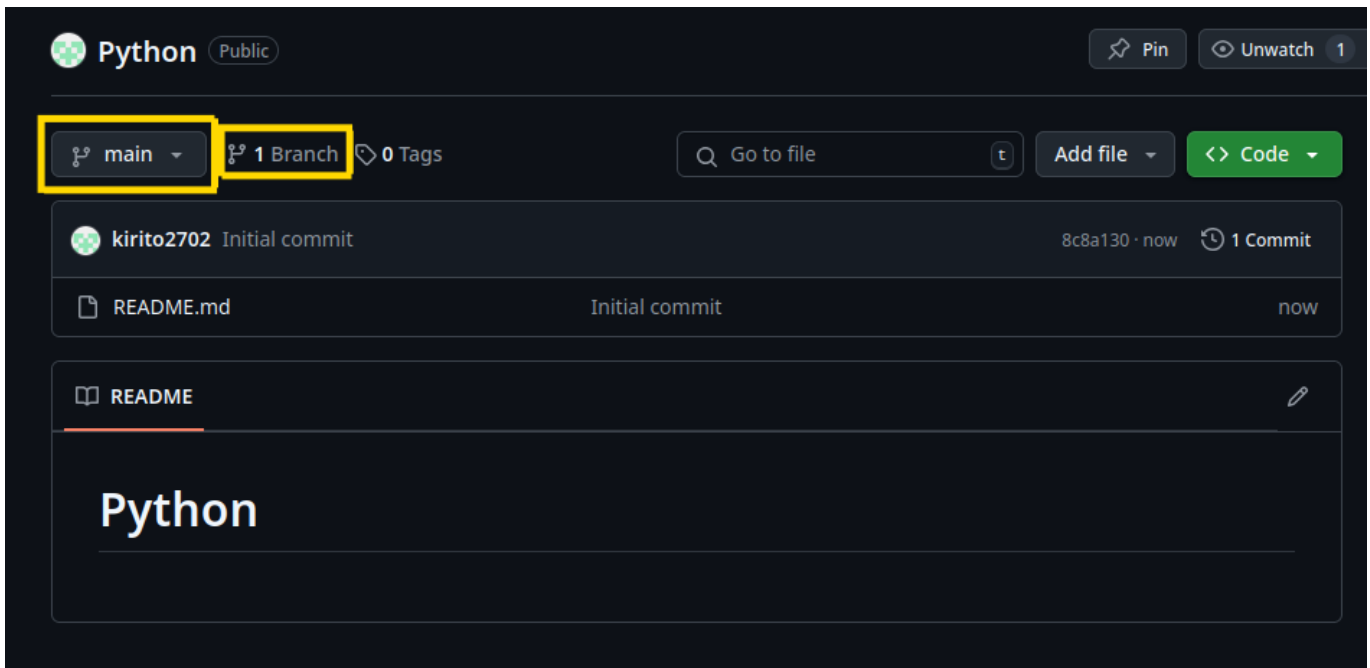 Python Public Pin Unwatch 1
main 1 Branch 0 Tags Go to file t Add file <> Code
kirito2702 Initial commit 8c8a130 · now 1 Commit
README.md Initial commit now
README
Python